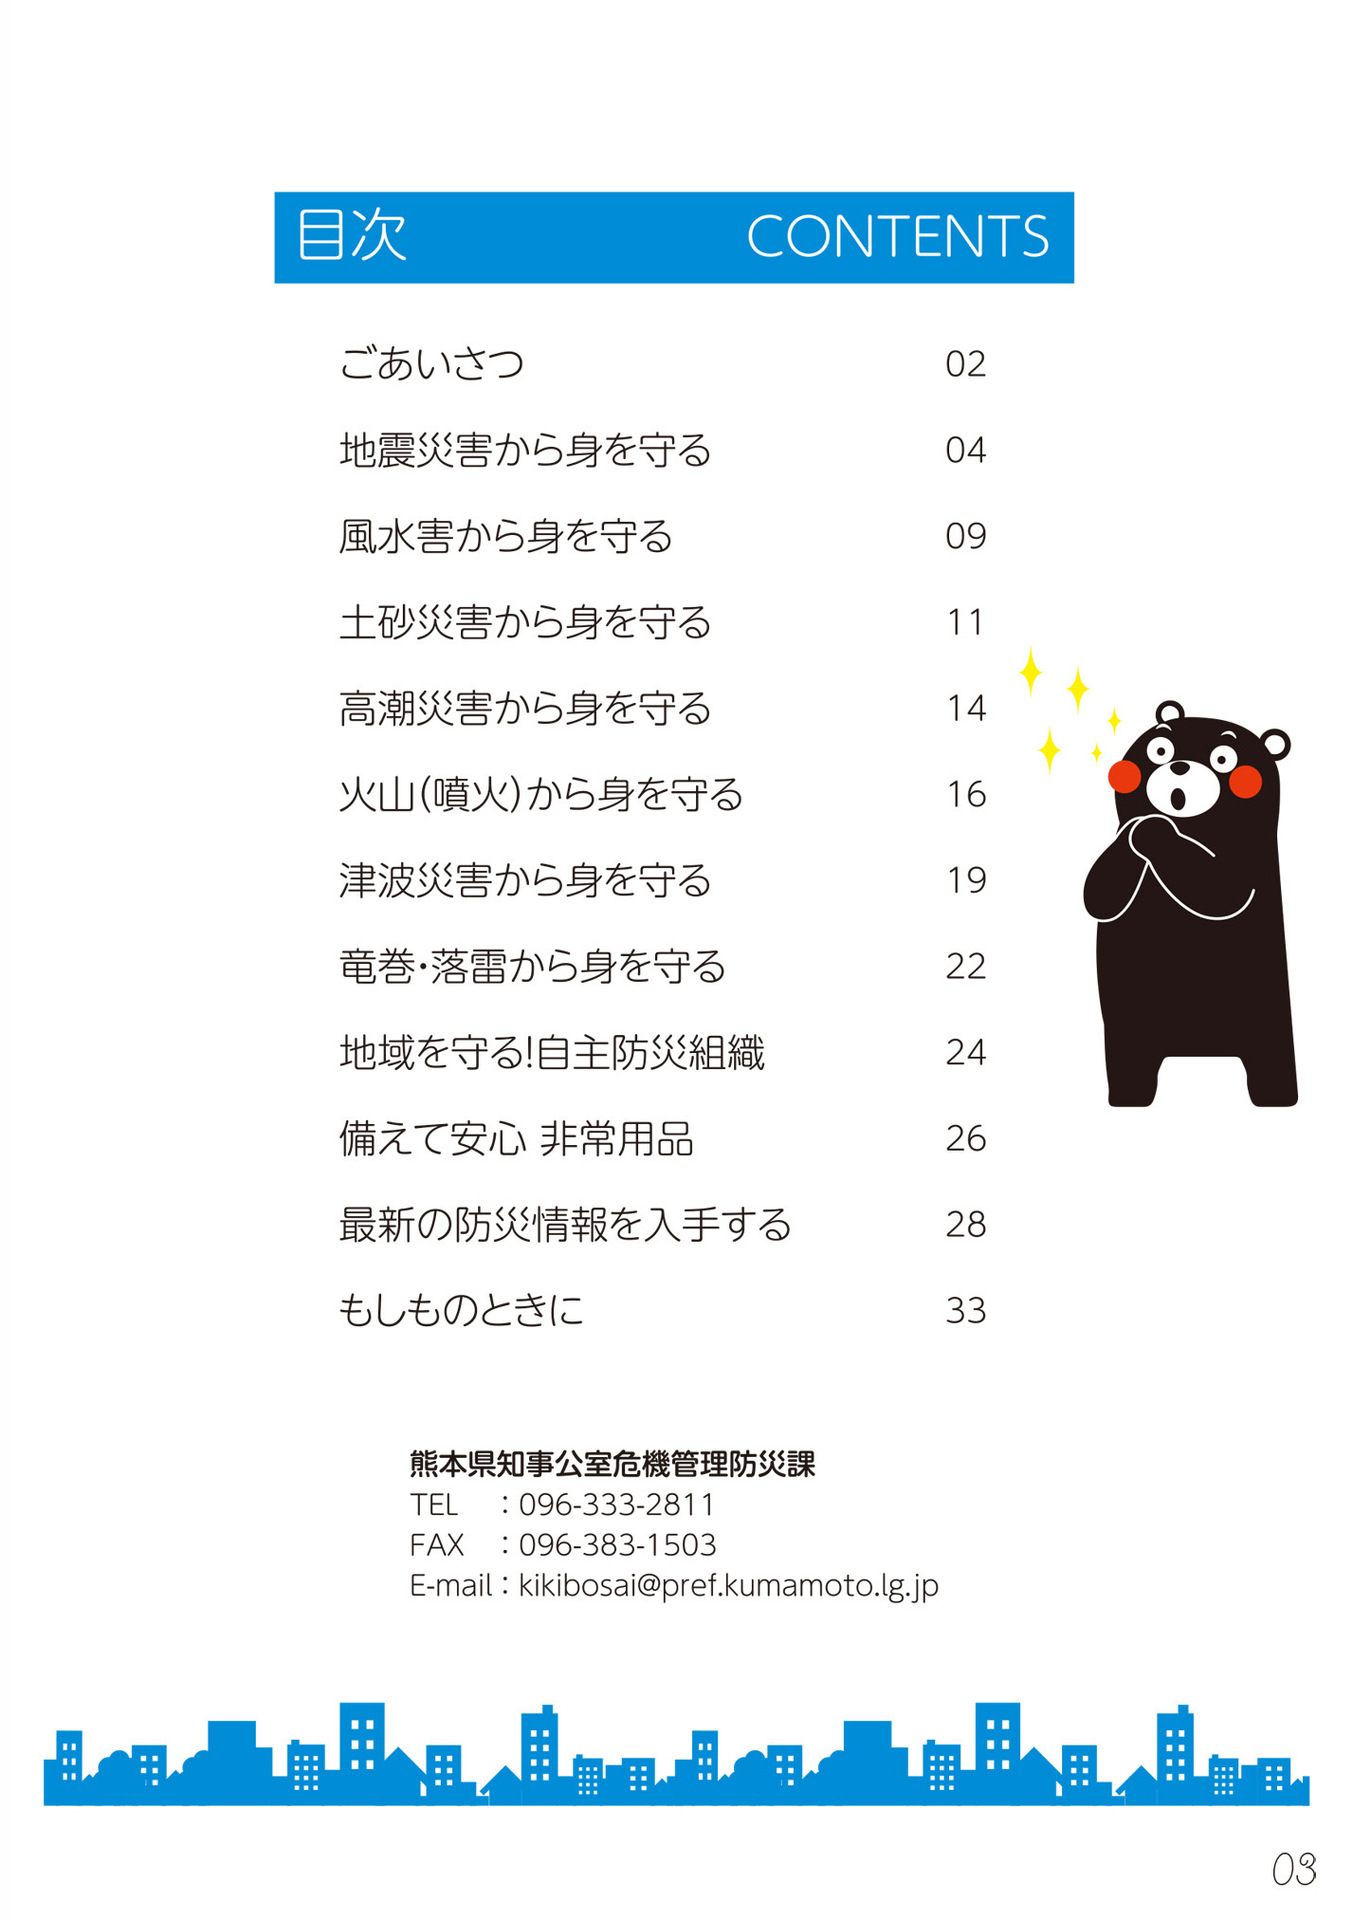 目次 CONTENTS
ごあいさつ 02
地震災害から身を守る 04
風水害から身を守る 09
土砂災害から身を守る 11
高潮災害から身を守る 14
火山(噴火)から身を守る 16
津波災害から身を守る 19
竜巻・落雷から身を守る 22
地域を守る!自主防災組織 24
備えて安心 非常用品 26
最新の防災情報を入手する 28
もしものときに 33
熊本県知事公室危機管理防災課
TEL : 096-333-2811
FAX : 096-383-1503
E-mail : kikibosai@pref.kumamoto.lg.jp
03